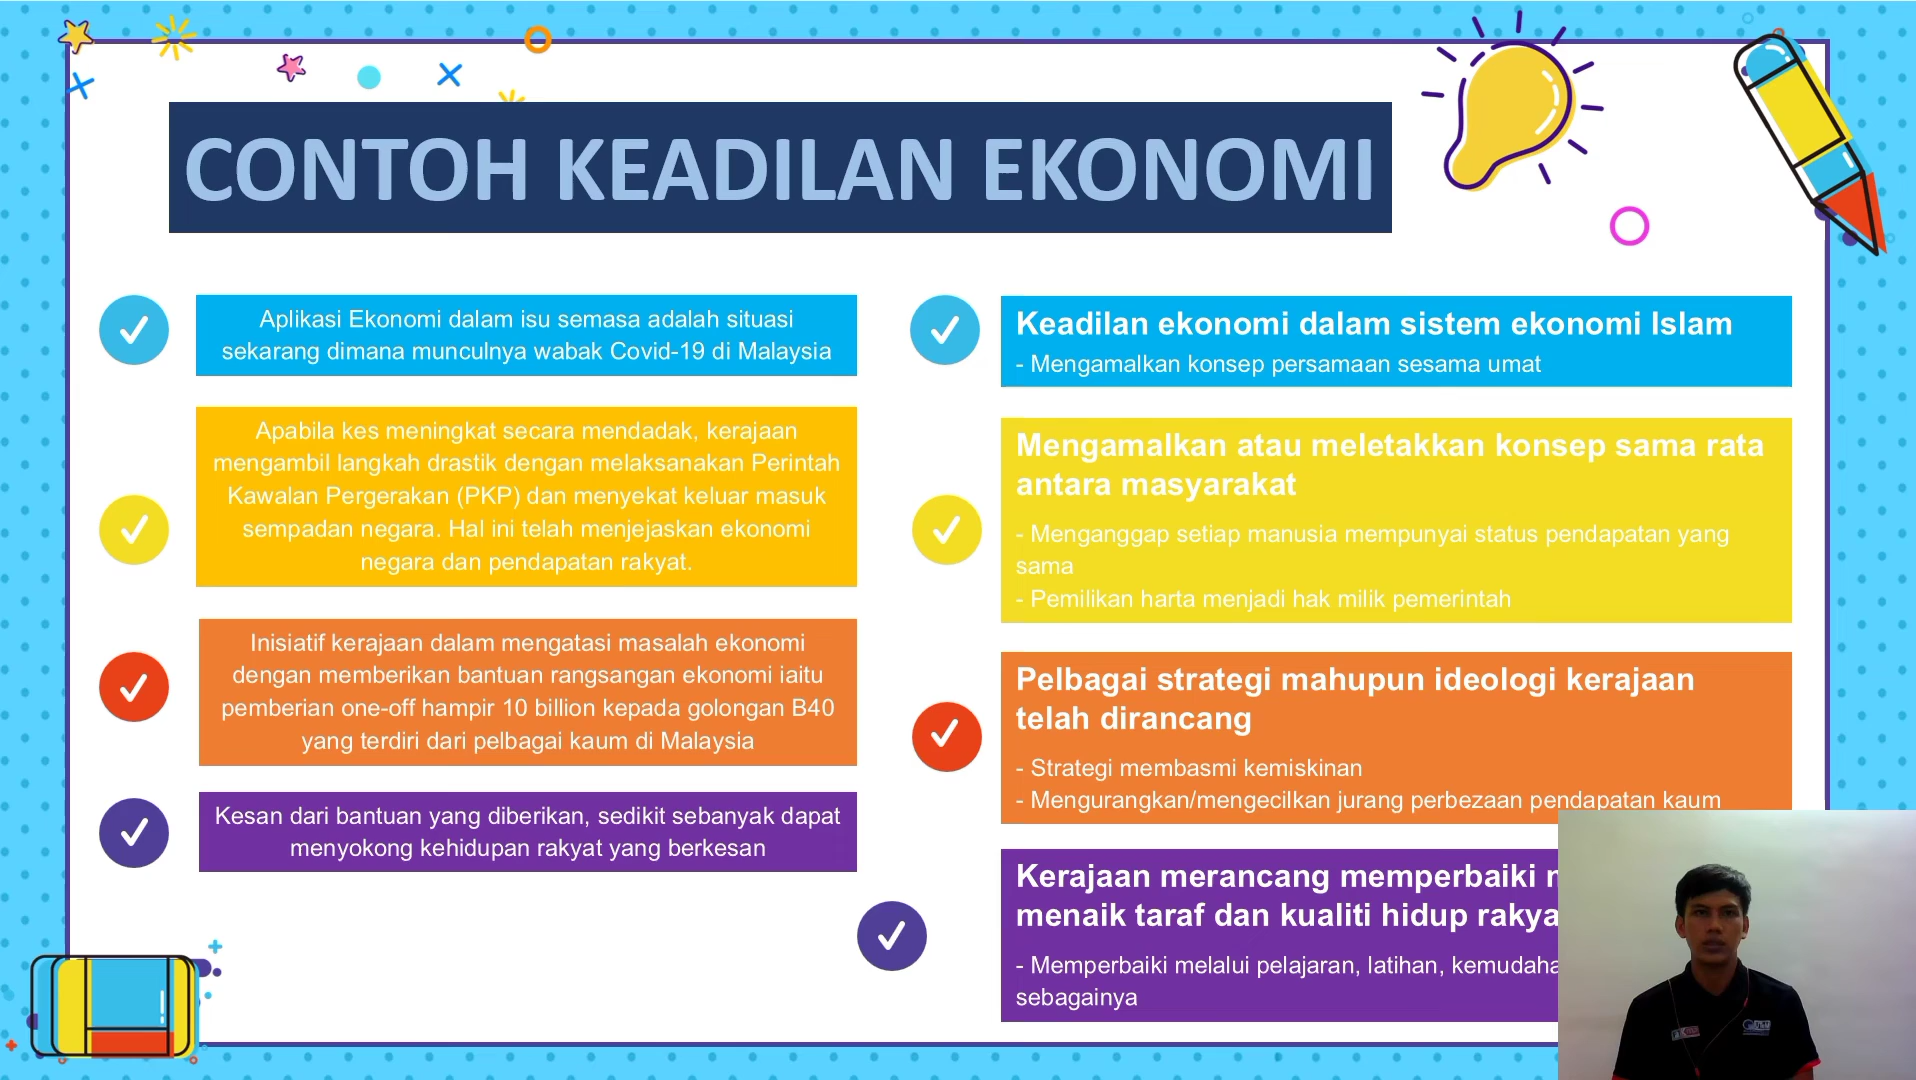 CONTOH KEADILAN EKONOMI
Aplikasi Ekonomi dalam isu semasa adalah situasi
sekarang dimana munculnya wabak Covid-19 di Malaysia
Apabila kes meningkat secara mendadak, kerajaan
mengambil langkah drastik dengan melaksanakan Perintah
Kawalan Pergerakan (PKP) dan menyekat keluar masuk
sempadan negara. Hal ini telah menjejaskan ekonomi
negara dan pendapatan rakyat.
Inisiatif kerajaan dalam mengatasi masalah ekonomi
dengan memberikan bantuan rangsangan ekonomi iaitu
pemberian one-off hampir 10 billion kepada golongan B40
yang terdiri dari pelbagai kaum di Malaysia
Kesan dari bantuan yang diberikan, sedikit sebanyak dapat
menyokong kehidupan rakyat yang berkesan
Keadilan ekonomi dalam sistem ekonomi Islam
- Mengamalkan konsep persamaan sesama umat
Mengamalkan atau meletakkan konsep sama rata
antara masyarakat
- Menganggap setiap manusia mempunyai status pendapatan yang
sama
- Pemilikan harta menjadi hak milik pemerintah
Pelbagai strategi mahupun ideologi kerajaan
telah dirancang
- Strategi membasmi kemiskinan
- Mengurangkan/mengecilkan jurang perbezaan pendapatan kaum
Kerajaan merancang memperbaiki
menaik taraf dan kualiti hidup
- Memperbaiki melalui pelajaran, latihan,
sebagainya